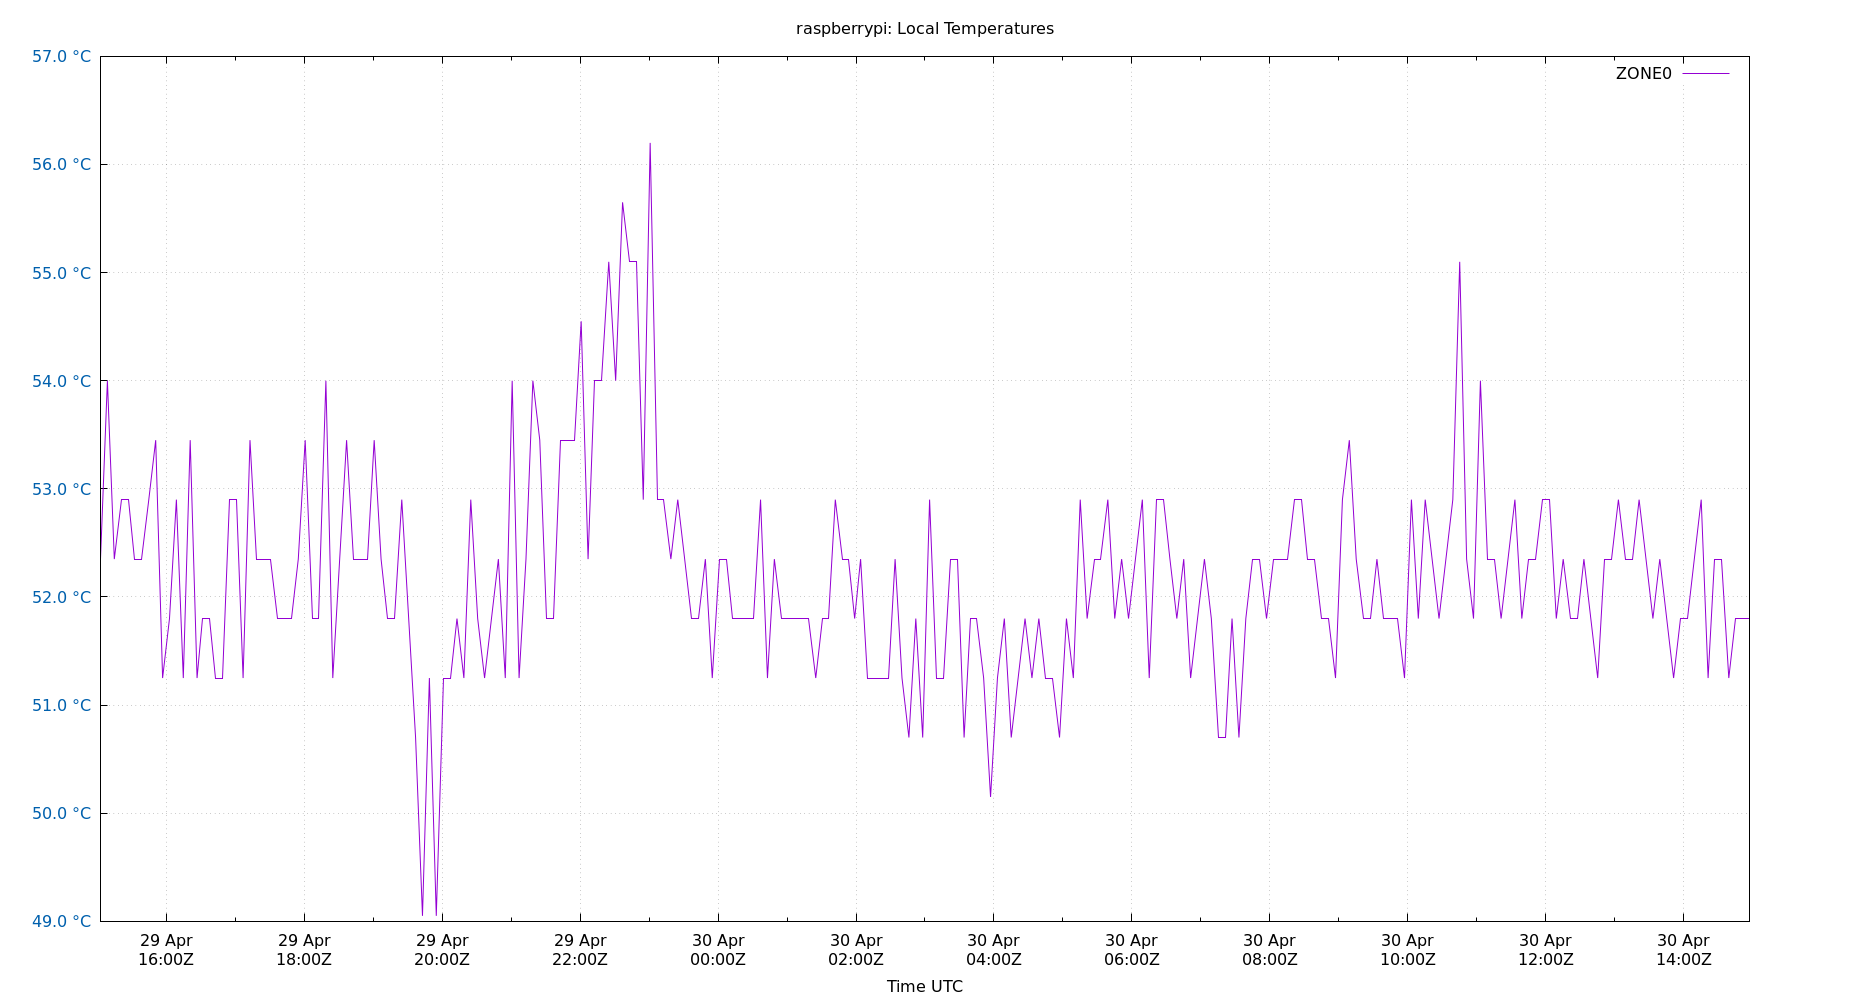 raspberrypi: Local Temperatures
57.0 °C
56.0 °C
55.0 °C
54.0 °C
53.0 °C
52.0 °C
51.0 °C
50.0 °C
49.0 °C
ZONE0
29 Apr 29 Apr 29 Apr 29 Apr 30 Apr 30 Apr 30 Apr 30 Apr 30 Apr 30 Apr 30 Apr 30 Apr
16:00Z 18:00Z 20:00Z 22:00Z 00:00Z 02:00Z 04:00Z 06:00Z 08:00Z 10:00Z 12:00Z 14:00Z
Time UTC